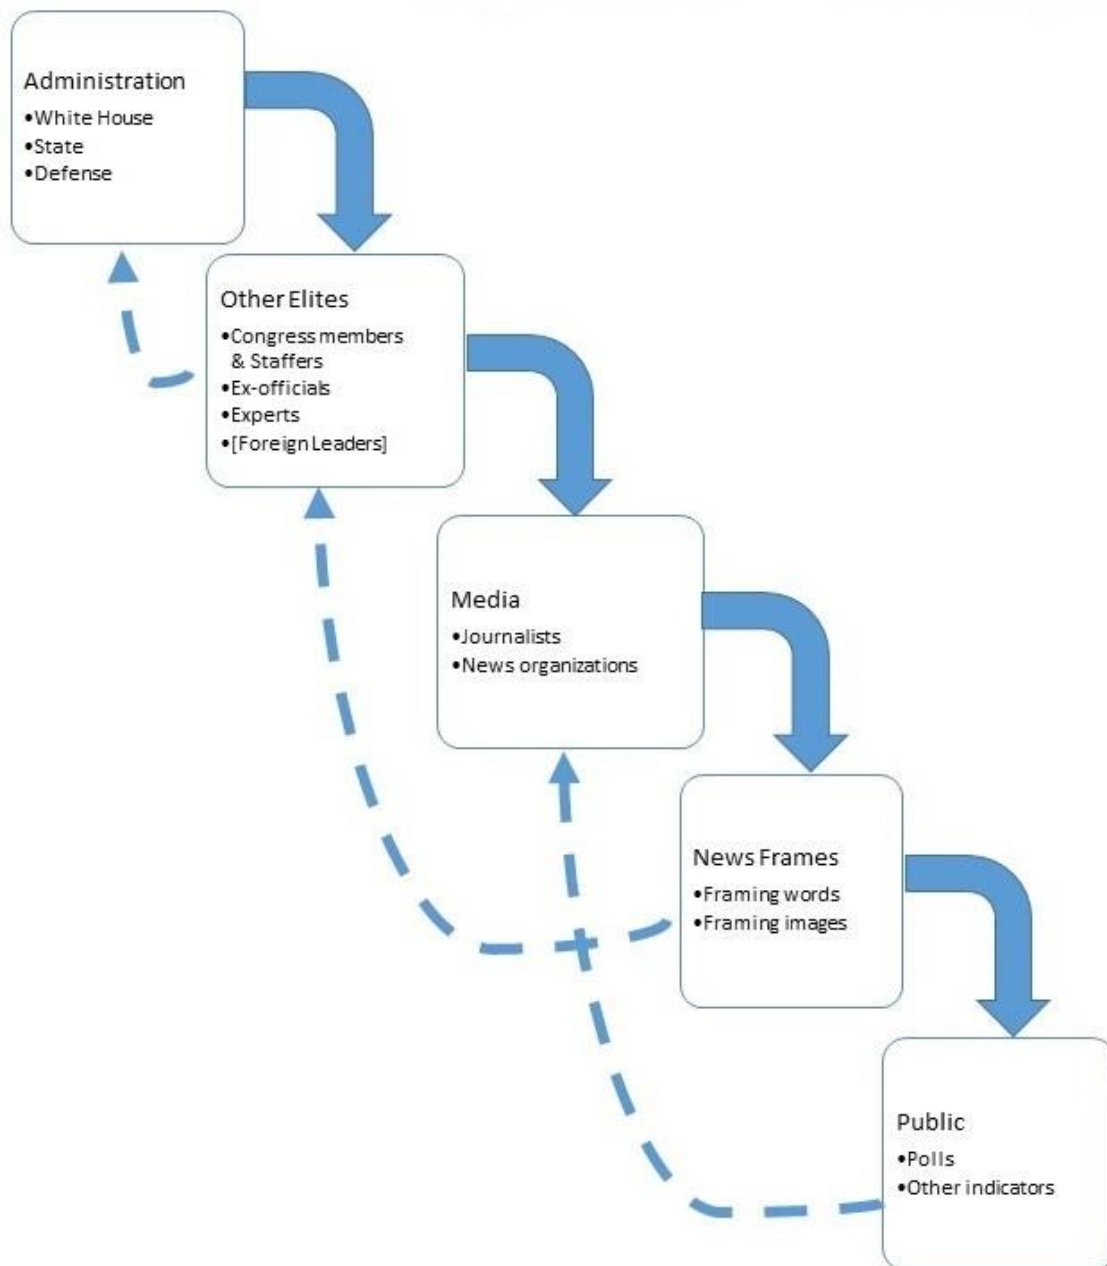 Administration
•White House
•State
•Defense
Other Elites
•Congress members
& Staffers
•Ex-officials
•Experts
•[Foreign Leaders]
Media
•Journalists
•News organizations
News Frames
•Framing words
•Framing images
Public
•Polls
•Other indicators